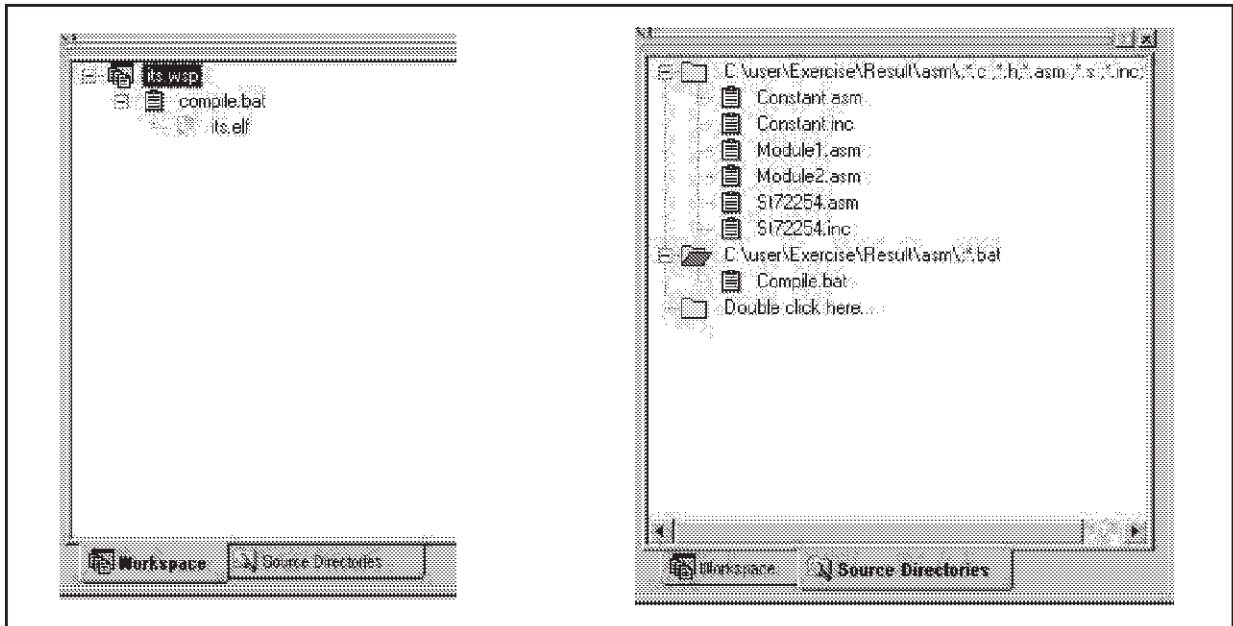 its.wsp
compile.bat
its.elf
Workspace
Source Directories
C:\user\Exercise\Result\asm\;*.c ;*.h;*.asm ;*.s ;*.inc;
Constant.asm
Constant.inc
Module1.asm
Module2.asm
St72254.asm
St72254.inc
C:\user\Exercise\Result\asm\;*.bat
Compile.bat
Double click here...
Workspace
Source Directories